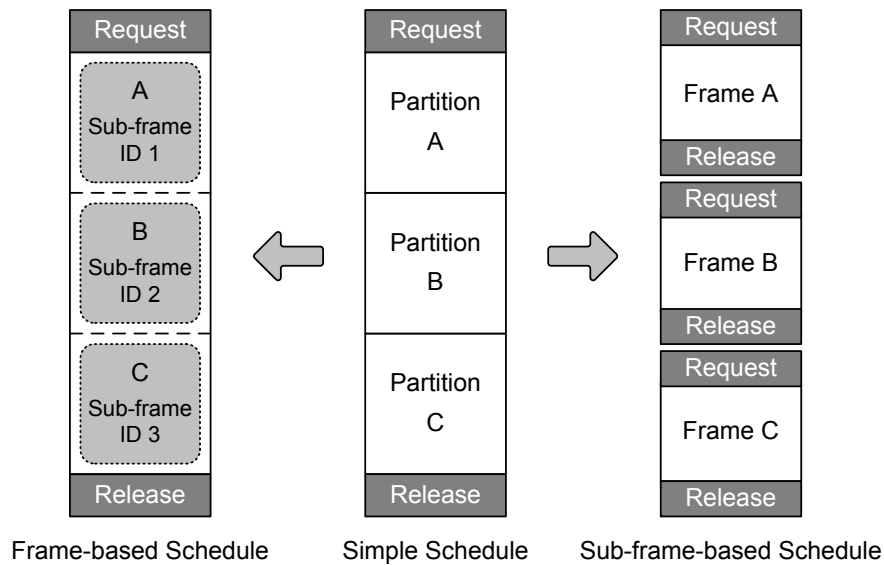 Request
A
Sub-frame
ID 1
B
Sub-frame
ID 2
C
Sub-frame
ID 3
Release
Frame-based Schedule
Request
Partition
A
Partition
B
Partition
C
Release
Simple Schedule
Request
Frame A
Release
Request
Frame B
Release
Request
Frame C
Release
Sub-frame-based Schedule